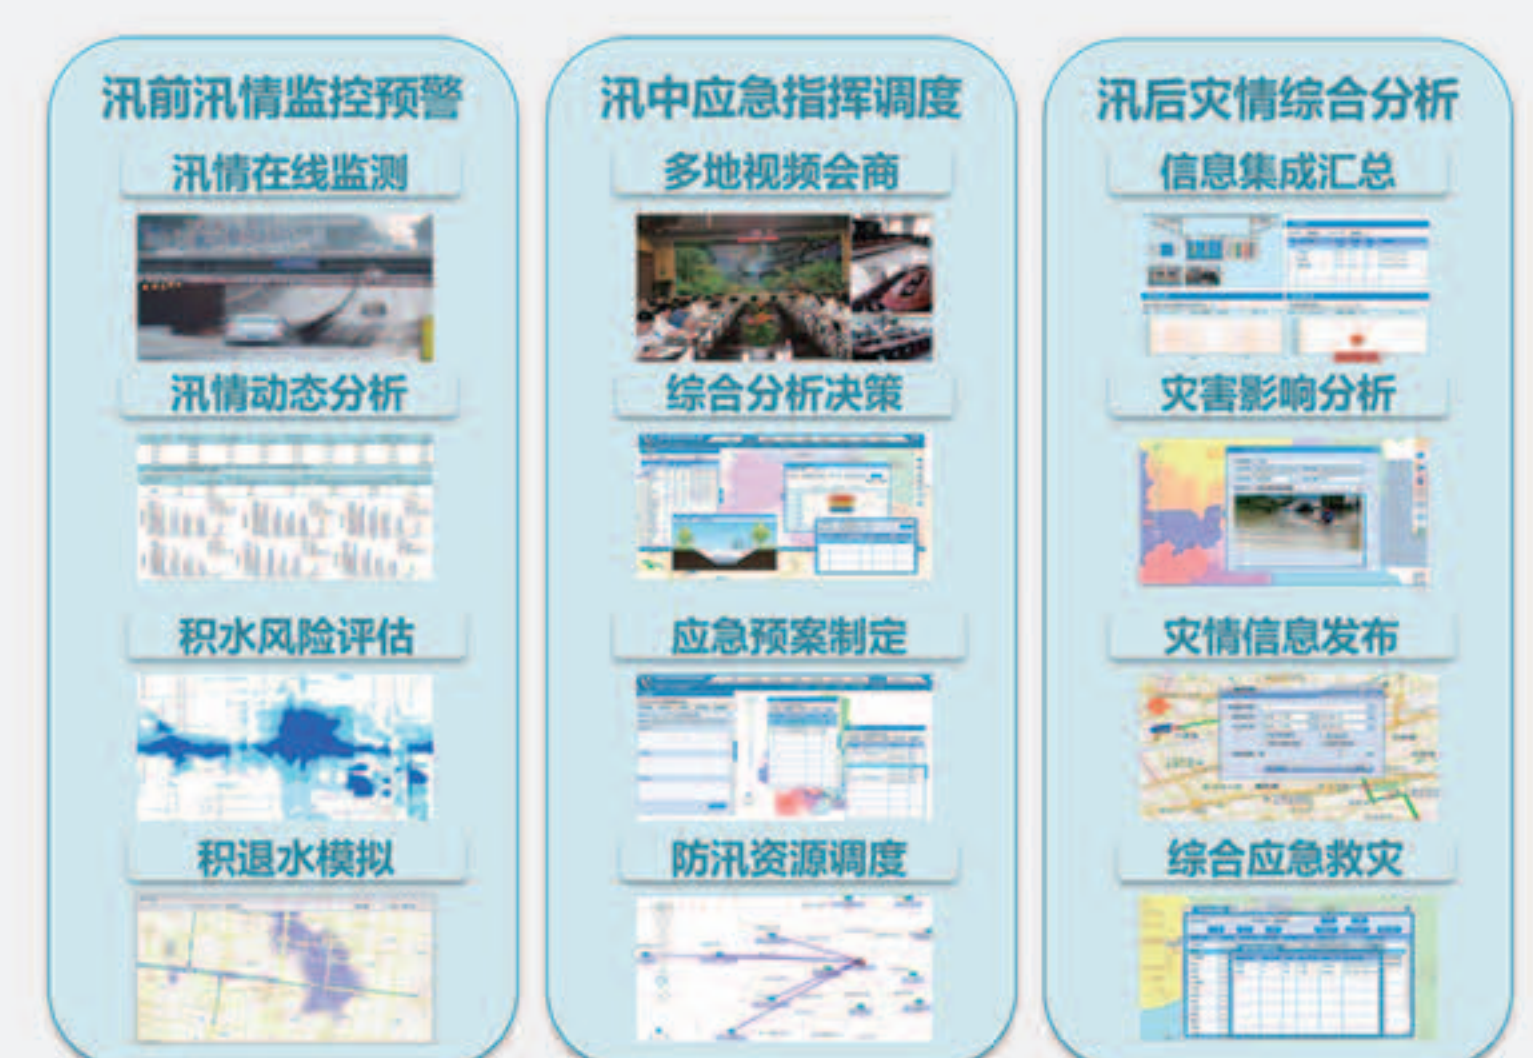 汛前汛情监控预警
汛情在线监测
汛情动态分析
积水风险评估
积退水模拟
汛中应急指挥调度
多地视频会商
综合分析决策
应急预案制定
防汛资源调度
汛后灾情综合分析
信息集成汇总
灾害影响分析
灾情信息发布
综合应急救灾